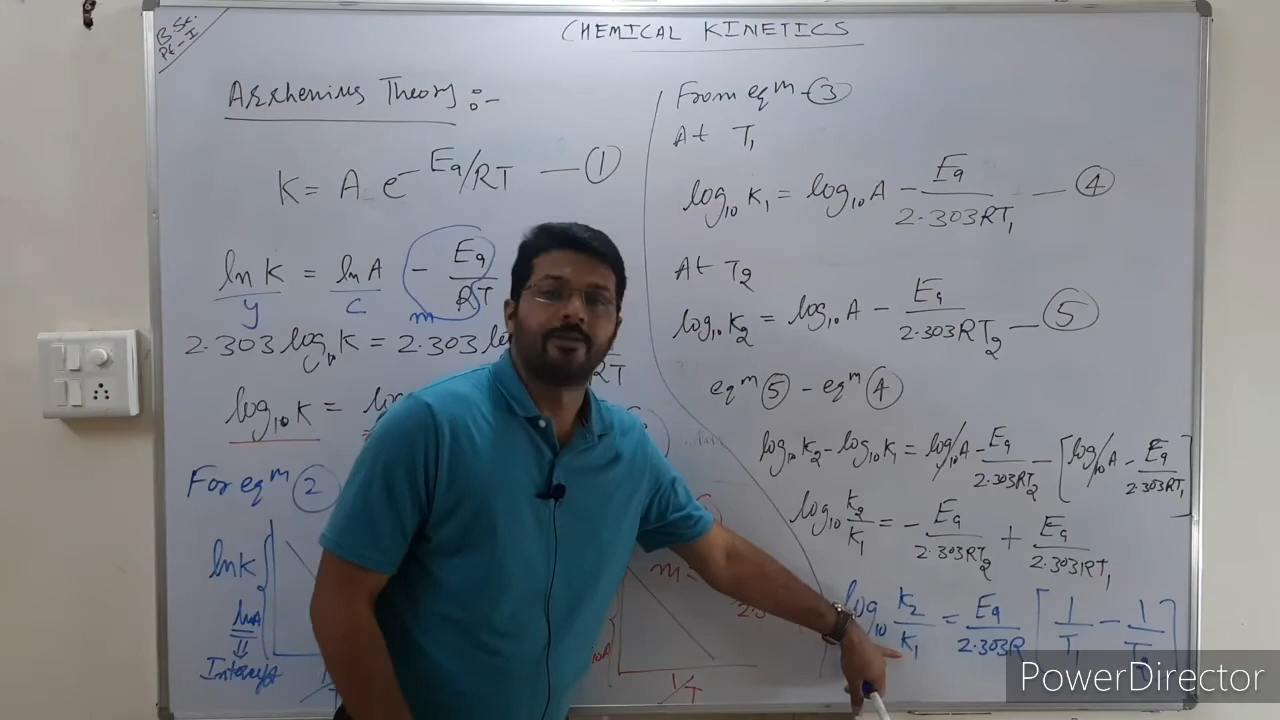 B.Sc.
Pt-I
CHEMICAL KINETICS
Arrhenius Theory :-
K = A e^-Ea/RT — (1)
ln K = ln A - Ea/RT
y c m
2.303 log10 K = 2.303 RT
log10 K =
For eqn (2)
lnK
lnA
⇓
Intercept
1/T
m =
1/T
From eqn - (3)
At T1
log10 K1 = log10 A - Ea/2.303RT1 — (4)
At T2
log10 K2 = log10 A - Ea/2.303RT2 — (5)
eqn (5) - eqn (4)
log10 K2 - log10 K1 = log10 A - Ea/2.303RT2 - [log10 A - Ea/2.303RT1]
log10 K2/K1 = - Ea/2.303RT2 + Ea/2.303RT1
log10 K2/K1 = Ea/2.303R [1/T1 - 1/T2]
PowerDirector